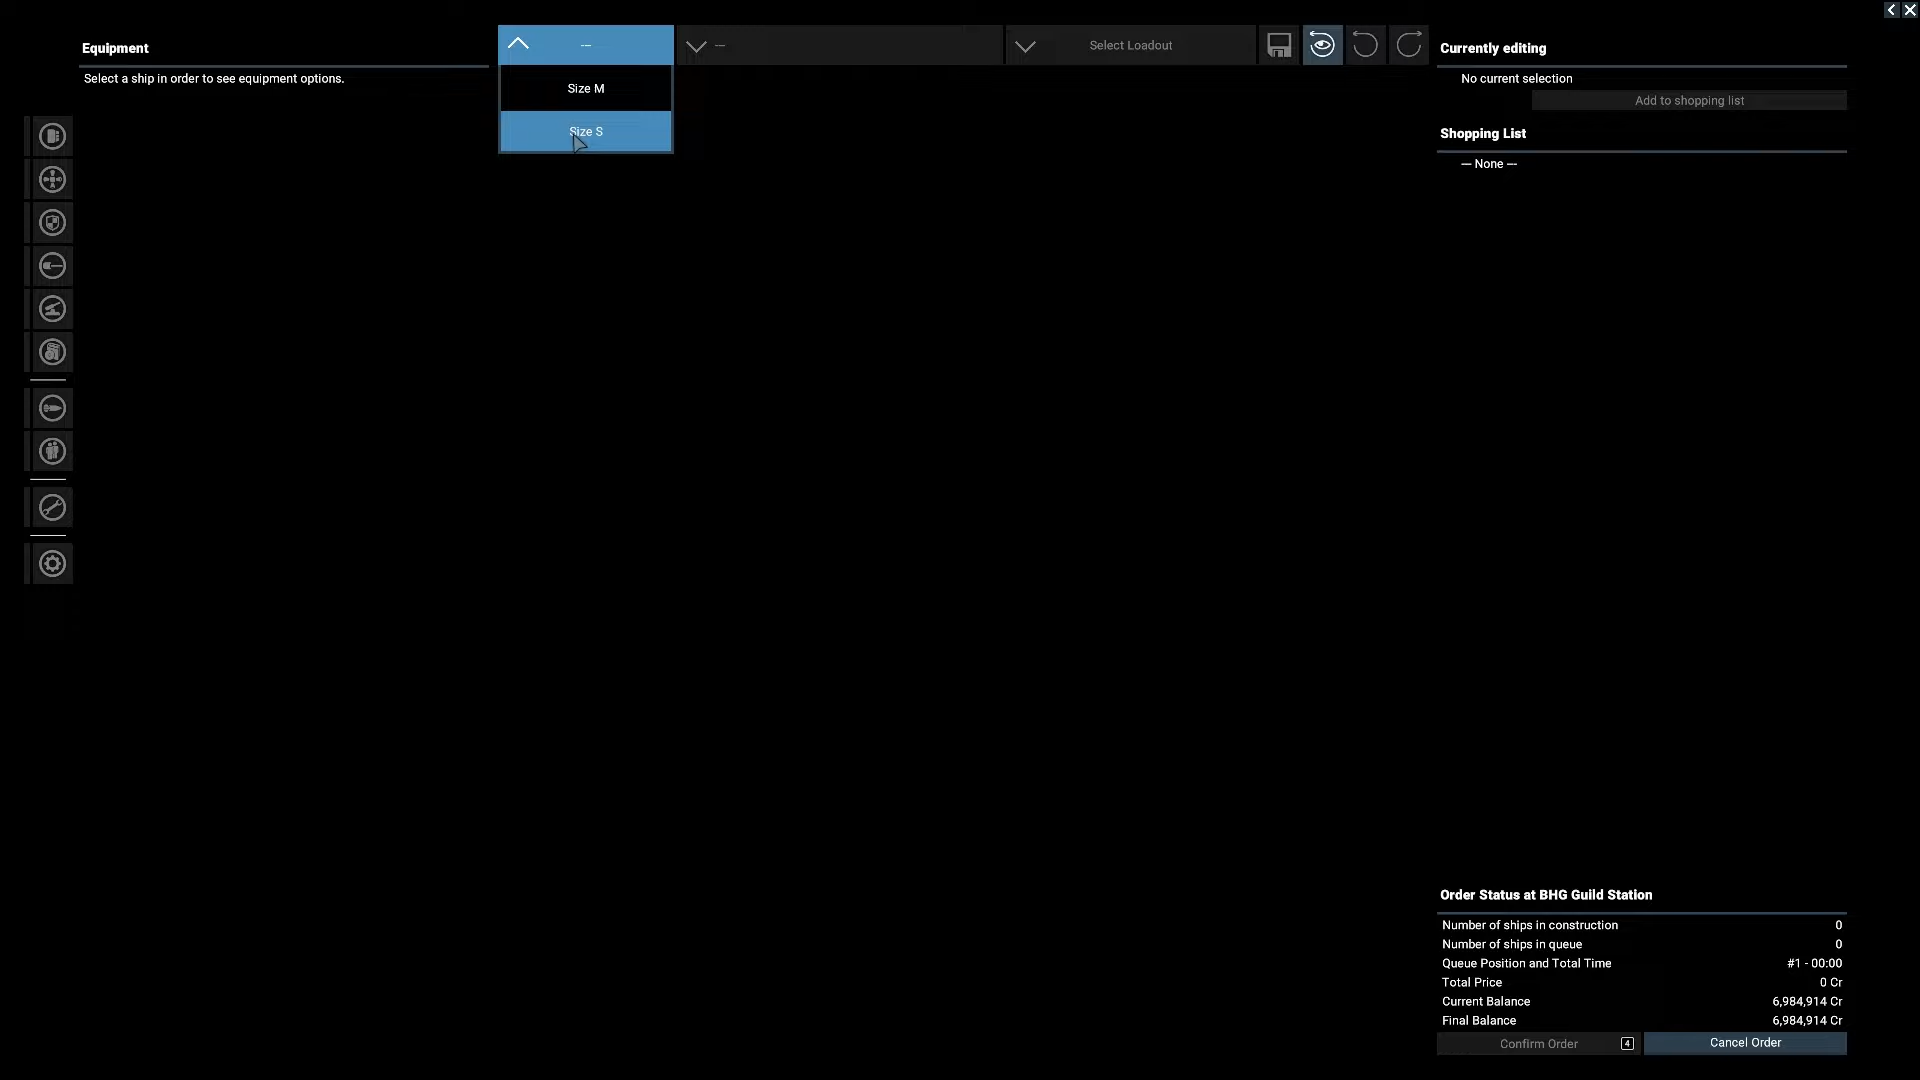 Equipment
Select a ship in order to see equipment options.
---
Size M
Size S
---
Select Loadout
Currently editing
No current selection
Add to shopping list
Shopping List
--- None ---
Order Status at BHG Guild Station
Number of ships in construction 0
Number of ships in queue 0
Queue Position and Total Time #1 - 00:00
Total Price 0 Cr
Current Balance 6,984,914 Cr
Final Balance 6,984,914 Cr
Confirm Order 4
Cancel Order